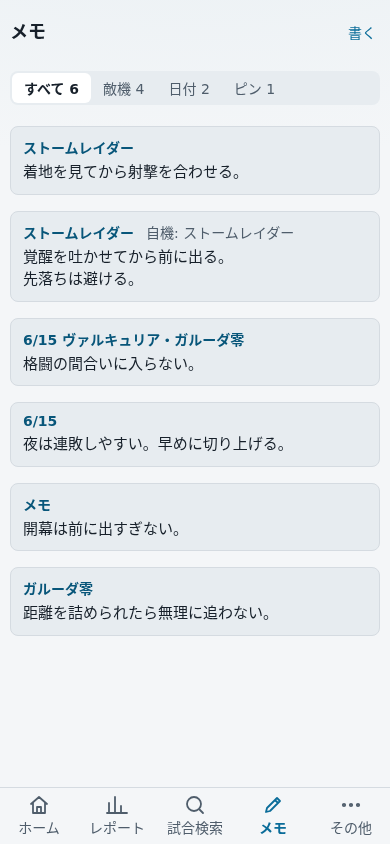 メモ
書く
すべて 6 敵機 4 日付 2 ピン 1
ストームレイダー
着地を見てから射撃を合わせる。
ストームレイダー 自機: ストームレイダー
覚醒を吐かせてから前に出る。
先落ちは避ける。
6/15 ヴァルキュリア・ガルーダ零
格闘の間合いに入らない。
6/15
夜は連敗しやすい。早めに切り上げる。
メモ
開幕は前に出すぎない。
ガルーダ零
距離を詰められたら無理に追わない。
ホーム レポート 試合検索 メモ その他